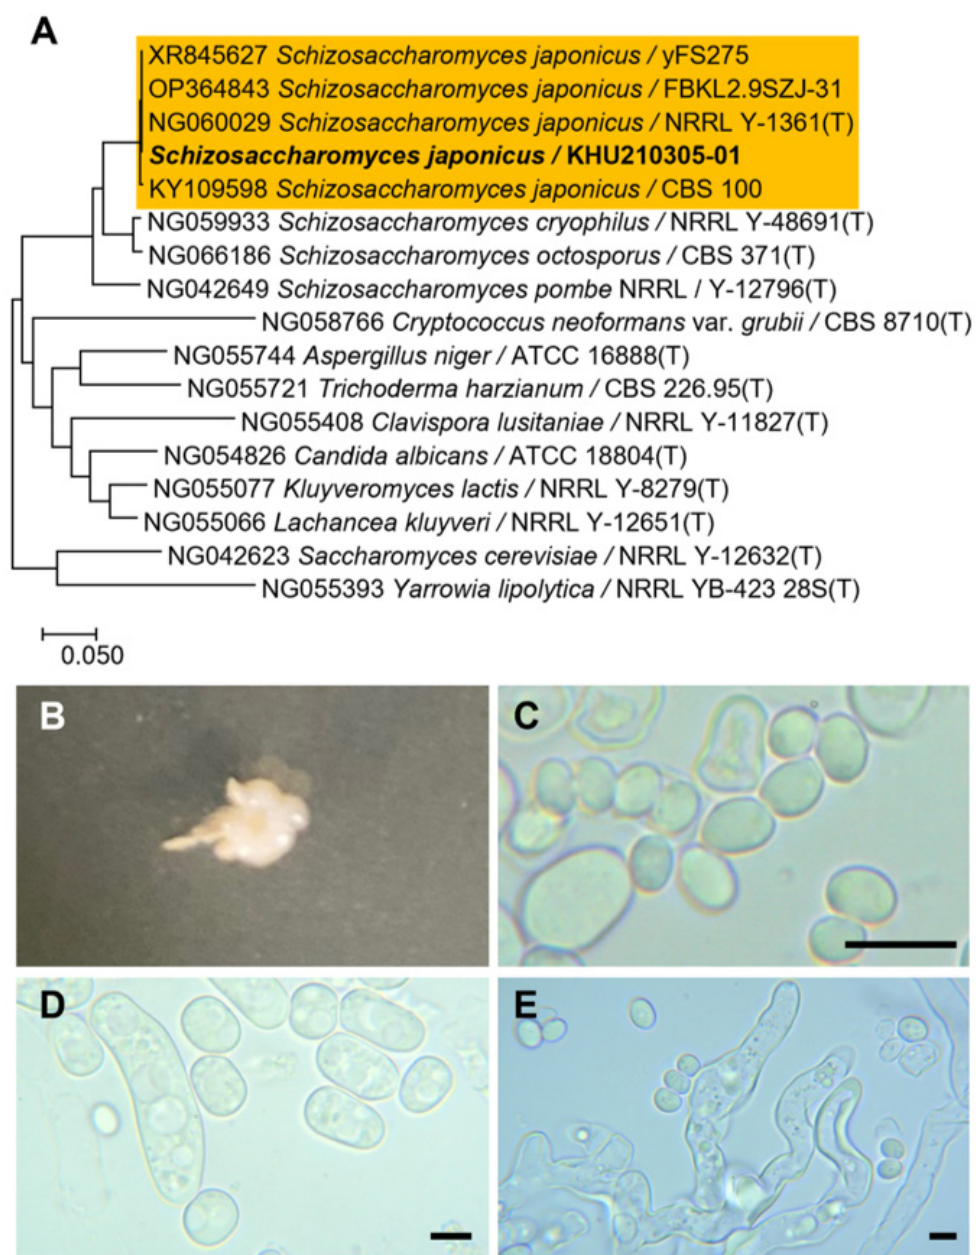 A
XR845627 Schizosaccharomyces japonicus / yFS275
OP364843 Schizosaccharomyces japonicus / FBKL2.9SZJ-31
NG060029 Schizosaccharomyces japonicus / NRRL Y-1361(T)
Schizosaccharomyces japonicus / KHU210305-01
KY109598 Schizosaccharomyces japonicus / CBS 100
NG059933 Schizosaccharomyces cryophilus / NRRL Y-48691(T)
NG066186 Schizosaccharomyces octosporus / CBS 371(T)
NG042649 Schizosaccharomyces pombe NRRL / Y-12796(T)
NG058766 Cryptococcus neoformans var. grubii / CBS 8710(T)
NG055744 Aspergillus niger / ATCC 16888(T)
NG055721 Trichoderma harzianum / CBS 226.95(T)
NG055408 Clavispora lusitaniae / NRRL Y-11827(T)
NG054826 Candida albicans / ATCC 18804(T)
NG055077 Kluyveromyces lactis / NRRL Y-8279(T)
NG055066 Lachancea kluyveri / NRRL Y-12651(T)
NG042623 Saccharomyces cerevisiae / NRRL Y-12632(T)
NG055393 Yarrowia lipolytica / NRRL YB-423 28S(T)
0.050
B
C
D
E